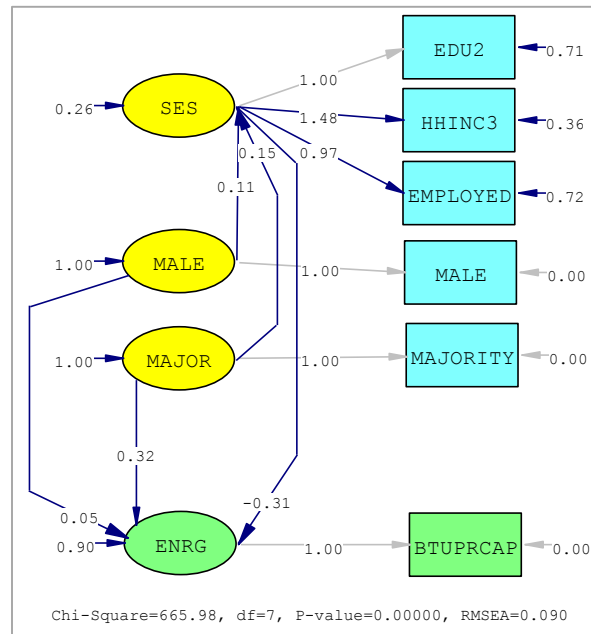 EDU2
0.71
1.00
0.26
SES
1.48
HHINC3
0.36
0.15
0.97
0.11
EMPLOYED
0.72
1.00
MALE
1.00
MALE
0.00
1.00
MAJOR
1.00
MAJORITY
0.00
0.32
-0.31
0.05
0.90
ENRG
1.00
BTUPRCAP
0.00
Chi-Square=665.98, df=7, P-value=0.00000, RMSEA=0.090